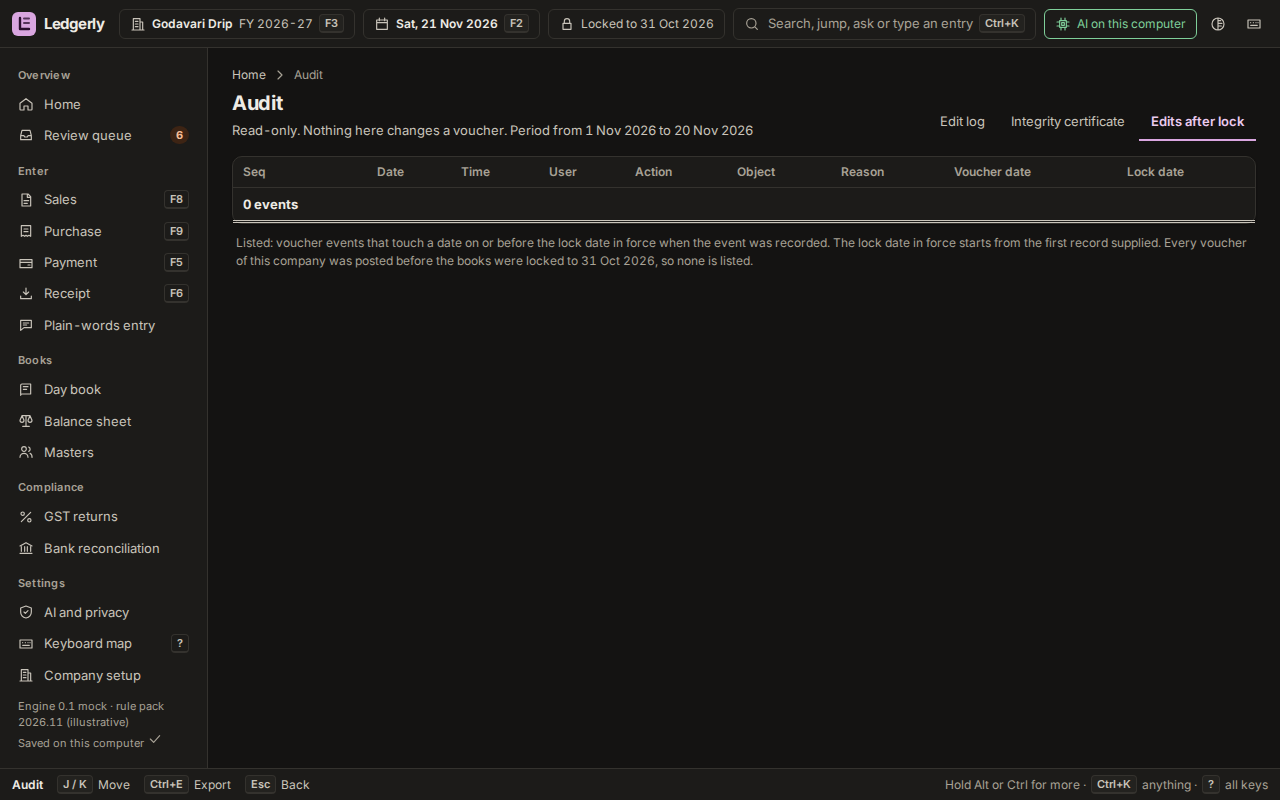 Ledgerly
Godavari Drip FY 2026-27 F3
Sat, 21 Nov 2026 F2
Locked to 31 Oct 2026
Search, jump, ask or type an entry Ctrl+K
AI on this computer
Overview
Home
Review queue 6
Enter
Sales F8
Purchase F9
Payment F5
Receipt F6
Plain-words entry
Books
Day book
Balance sheet
Masters
Compliance
GST returns
Bank reconciliation
Settings
AI and privacy
Keyboard map ?
Company setup
Engine 0.1 mock · rule pack
2026.11 (illustrative)
Saved on this computer
Home Audit
Audit
Read-only. Nothing here changes a voucher. Period from 1 Nov 2026 to 20 Nov 2026
Edit log Integrity certificate Edits after lock
Seq Date Time User Action Object Reason Voucher date Lock date
0 events
Listed: voucher events that touch a date on or before the lock date in force when the event was recorded. The lock date in force starts from the first record supplied. Every voucher
of this company was posted before the books were locked to 31 Oct 2026, so none is listed.
Audit J / K Move Ctrl+E Export Esc Back
Hold Alt or Ctrl for more · Ctrl+K anything · ? all keys